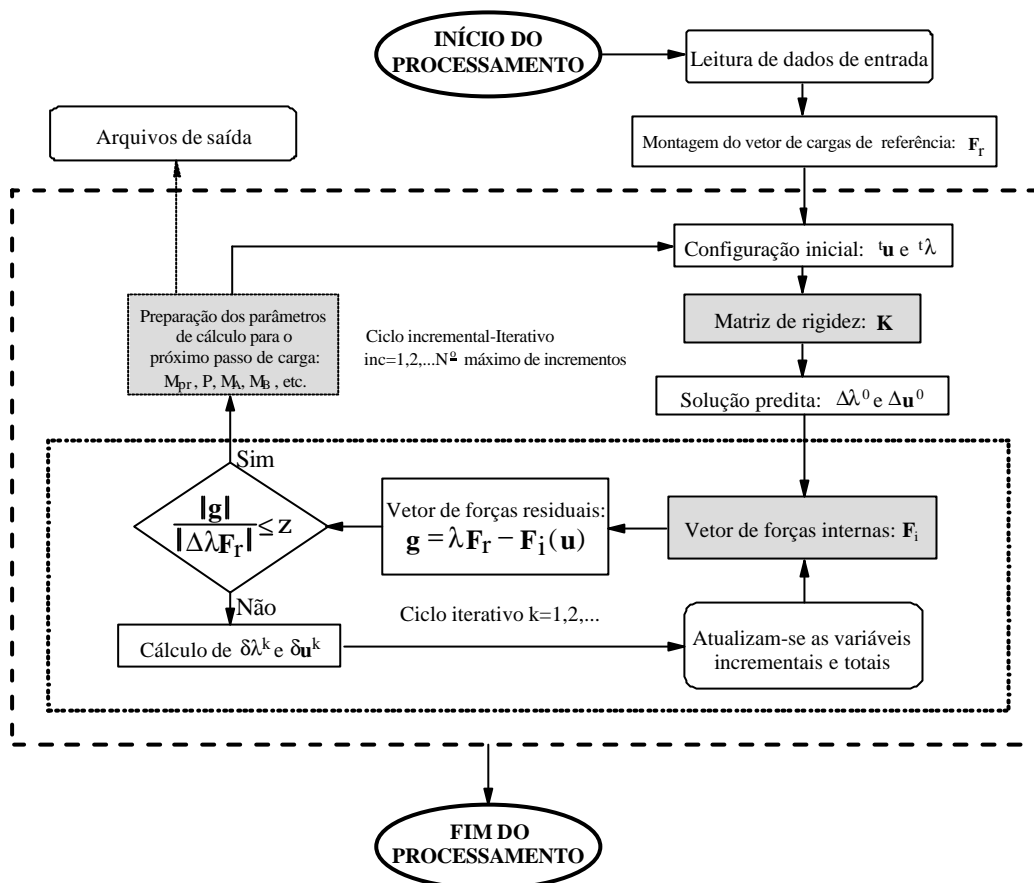 INÍCIO DO
PROCESSAMENTO
Leitura de dados de entrada
Arquivos de saída
Montagem do vetor de cargas de referência: Fr
Configuração inicial: ᵗu e ᵗλ
Preparação dos parâmetros
de cálculo para o
próximo passo de carga:
Mpr, P, MA, MB, etc.
Ciclo incremental-Iterativo
inc=1,2,...Nº máximo de incrementos
Matriz de rigidez: K
Solução predita: Δλ⁰ e Δu⁰
Sim
‖g‖
‖ΔλFr‖
≤ z
Vetor de forças residuais:
g = λFr − Fi(u)
Vetor de forças internas: Fi
Não
Ciclo iterativo k=1,2,...
Cálculo de δλᵏ e δuᵏ
Atualizam-se as variáveis
incrementais e totais
FIM DO
PROCESSAMENTO